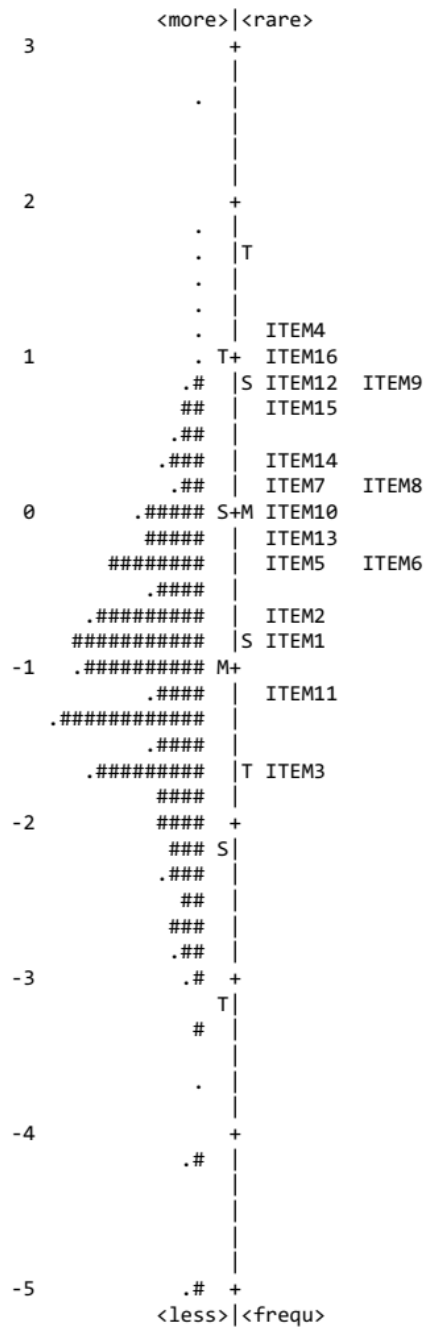 <more>|<rare>
  3                 +
                    |
                 .  |
                    |
                    |
                    |
  2                 +
                 .  |
                 .  |T
                 .  |
                 .  |
                 .  |  ITEM4
  1              . T+  ITEM16
                .#  |S ITEM12  ITEM9
                ##  |  ITEM15
               .##  |
              .###  |  ITEM14
               .##  |  ITEM7   ITEM8
  0         .##### S+M ITEM10
             #####  |  ITEM13
          ########  |  ITEM5   ITEM6
             .####  |
        .#########  |  ITEM2
       ###########  |S ITEM1
 -1    .########## M+
             .####  |  ITEM11
     .############  |
             .####  |
        .#########  |T ITEM3
              ####  |
 -2           ####  +
               ### S|
              .###  |
                ##  |
               ###  |
               .##  |
 -3             .#  +
                   T|
                 #  |
                    |
                 .  |
                    |
 -4                 +
                .#  |
                    |
                    |
                    |
                    |
 -5             .#  +
              <less>|<frequ>